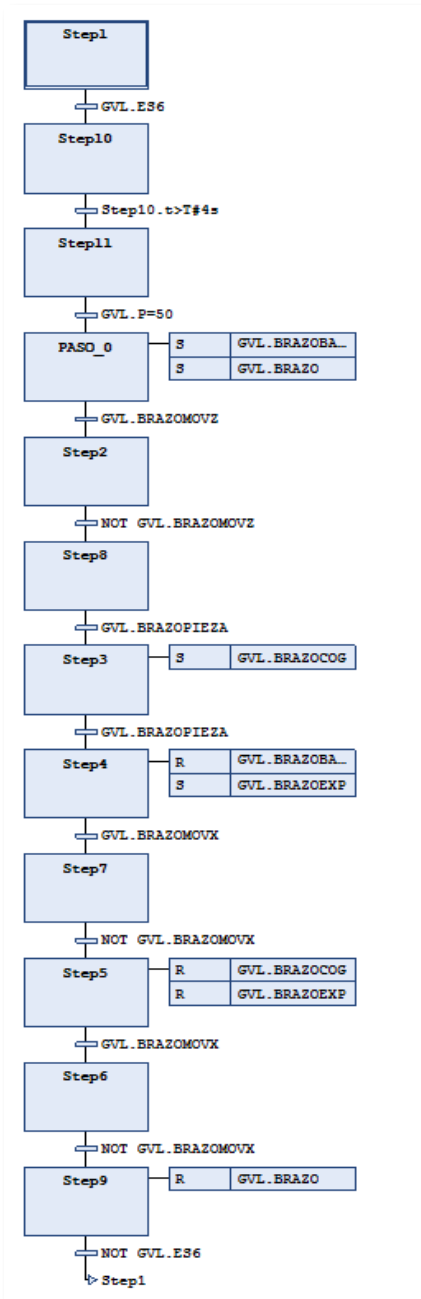 Step1
GVL.ES6
Step10
Step10.t>T#4s
Step11
GVL.P=50
PASO_0 S GVL.BRAZOBA...
S GVL.BRAZO
GVL.BRAZOMOVZ
Step2
NOT GVL.BRAZOMOVZ
Step8
GVL.BRAZOPIEZA
Step3 S GVL.BRAZOCOG
GVL.BRAZOPIEZA
Step4 R GVL.BRAZOBA...
S GVL.BRAZOEXP
GVL.BRAZOMOVX
Step7
NOT GVL.BRAZOMOVX
Step5 R GVL.BRAZOCOG
R GVL.BRAZOEXP
GVL.BRAZOMOVX
Step6
NOT GVL.BRAZOMOVX
Step9 R GVL.BRAZO
NOT GVL.ES6
Step1